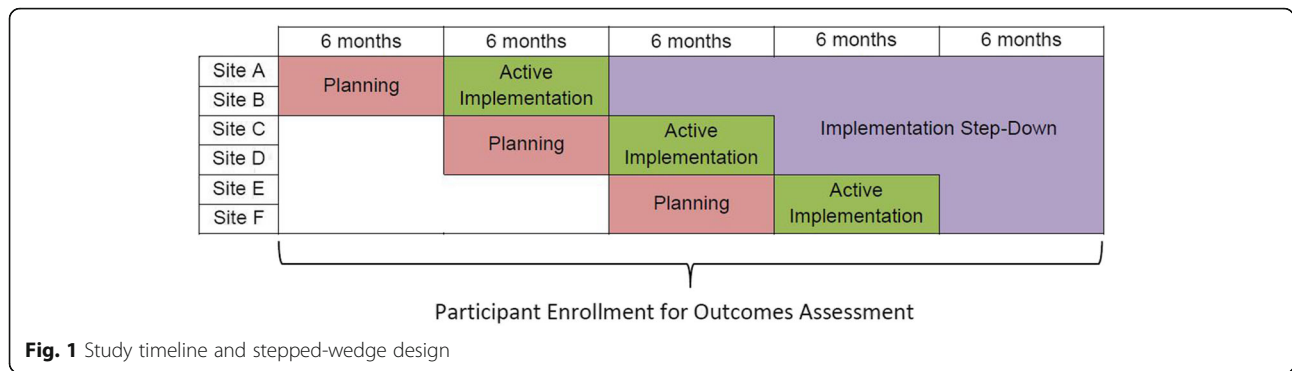 6 months 6 months 6 months 6 months 6 months
Site A
Site B
Site C
Site D
Site E
Site F
Planning
Active
Implementation
Planning
Active
Implementation
Implementation Step-Down
Planning
Active
Implementation
Participant Enrollment for Outcomes Assessment
Fig. 1 Study timeline and stepped-wedge design